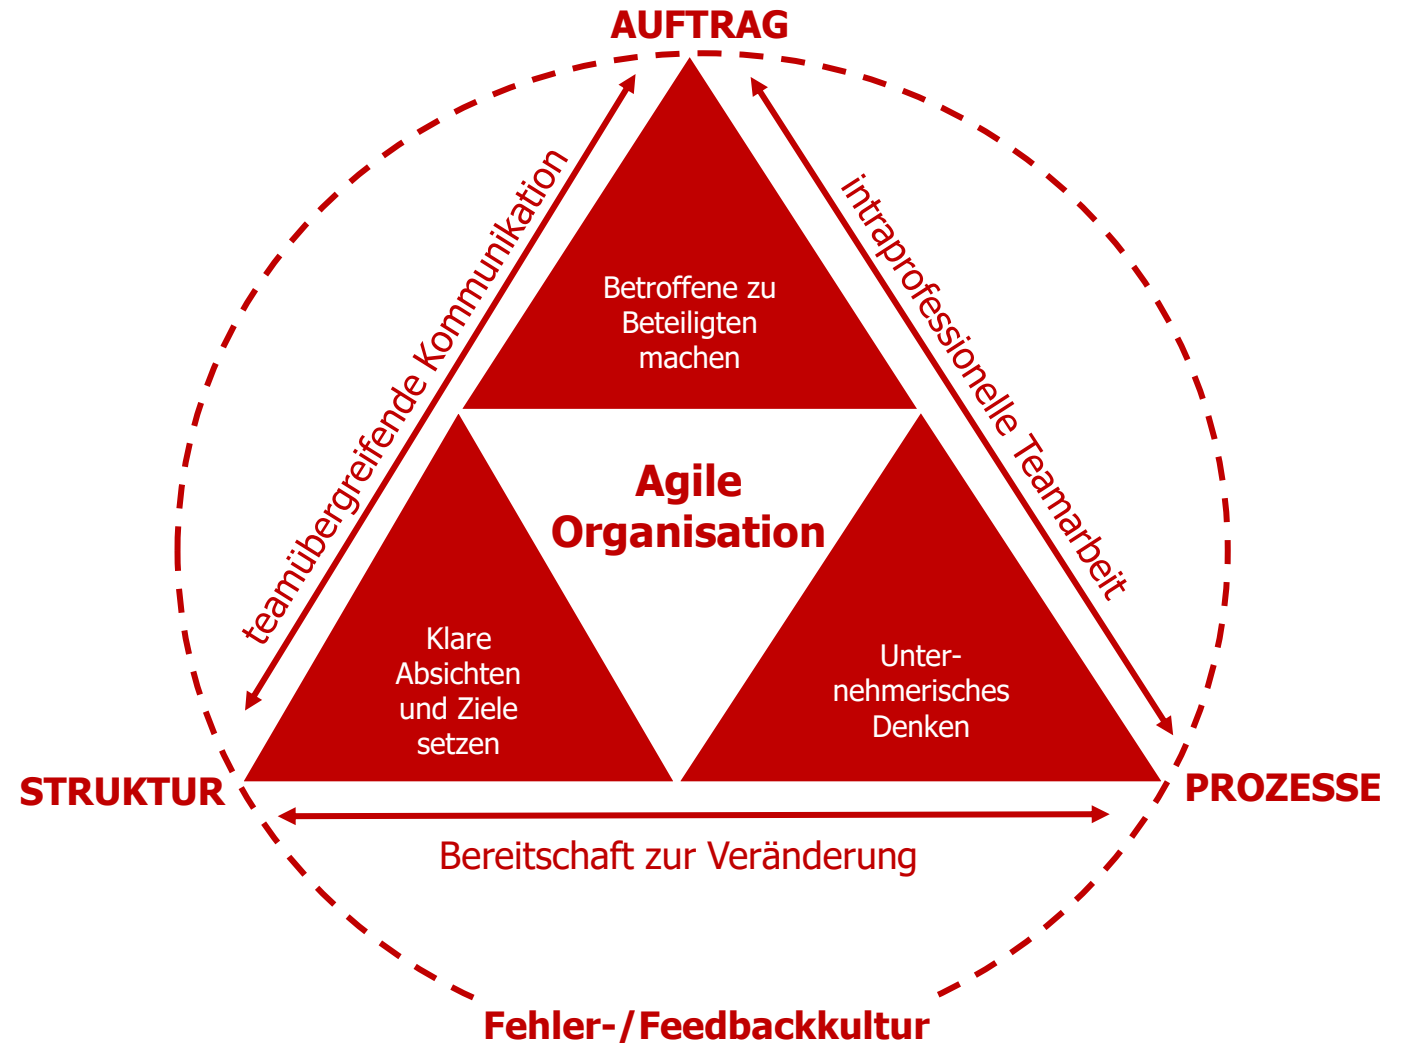 AUFTRAG
teamübergreifende Kommunikation
intraprofessionelle Teamarbeit
Betroffene zu
Beteiligten
machen
Agile
Organisation
Klare
Absichten
und Ziele
setzen
Unter-
nehmerisches
Denken
STRUKTUR
PROZESSE
Bereitschaft zur Veränderung
Fehler-/Feedbackkultur